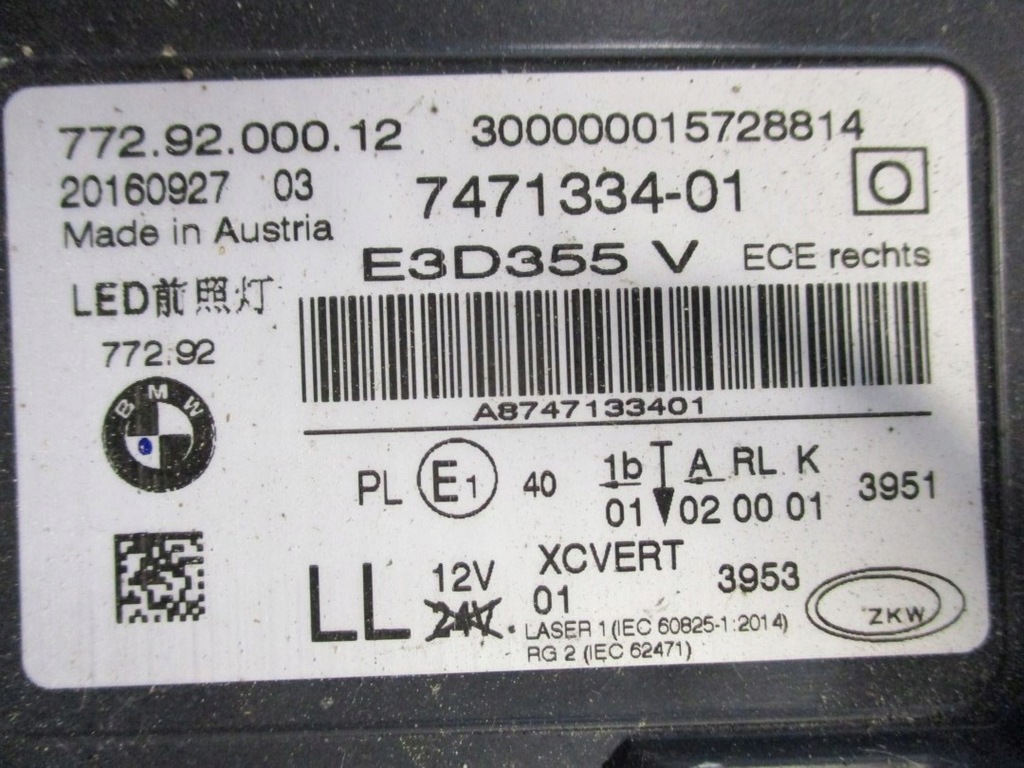 772.92.000.12 300000015728814
20160927 03 7471334-01
Made in Austria
E3D355 V ECE rechts
LED前照灯
772.92
BMW
A8747133401
PL E1 40 1b A RL K 3951
01 02 00 01
LL 12V 24V XCVERT 3953
01
ZKW
LASER 1 (IEC 60825-1:2014)
RG 2 (IEC 62471)